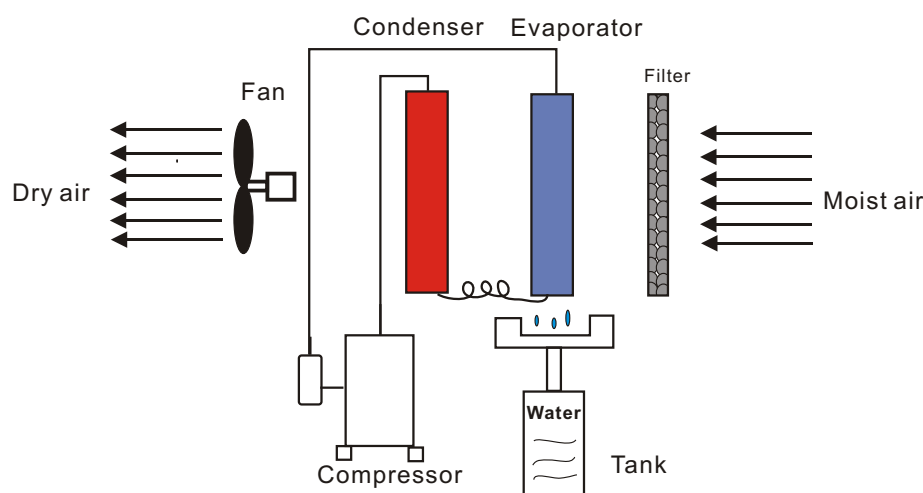 Condenser
Evaporator
Filter
Fan
Dry air
Moist air
Water
Compressor
Tank